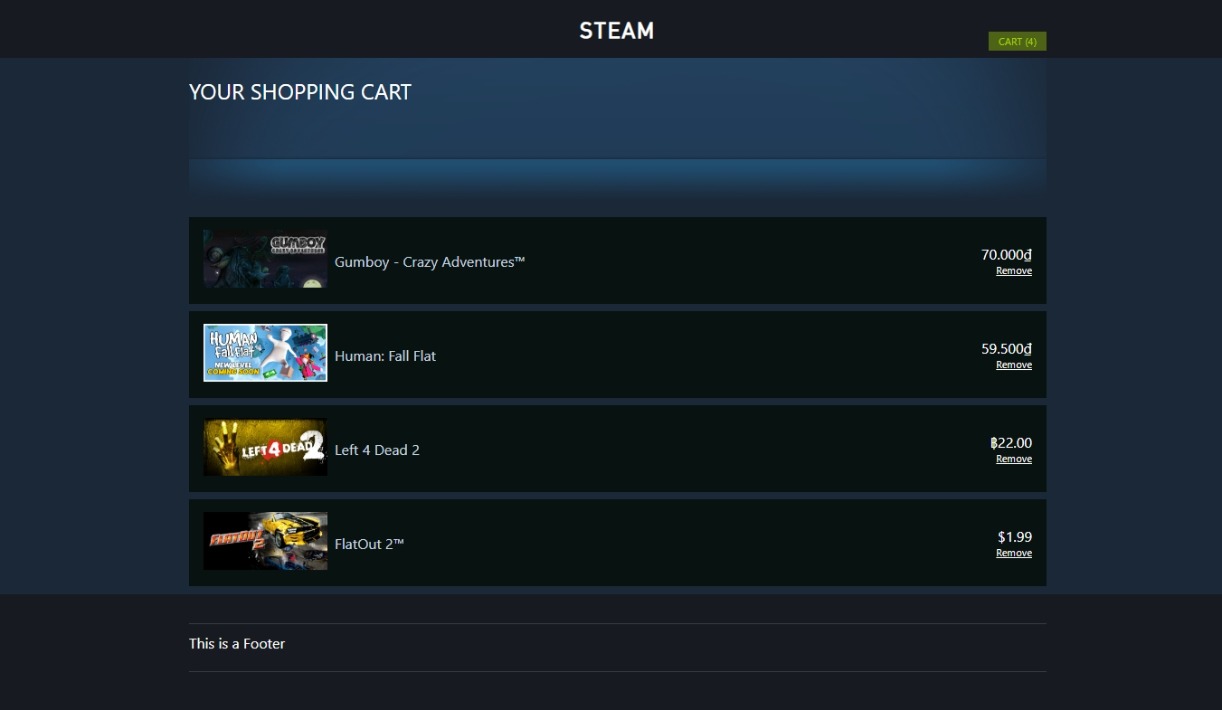 STEAM
CART (4)
YOUR SHOPPING CART
GUMBOY
Gumboy - Crazy Adventures™
70.000₫
Remove
HUMAN
fall flat
NEW LEVEL
COMING SOON
Human: Fall Flat
59.500₫
Remove
LEFT 4 DEAD 2
Left 4 Dead 2
฿22.00
Remove
FLATOUT 2
FlatOut 2™
$1.99
Remove
This is a Footer